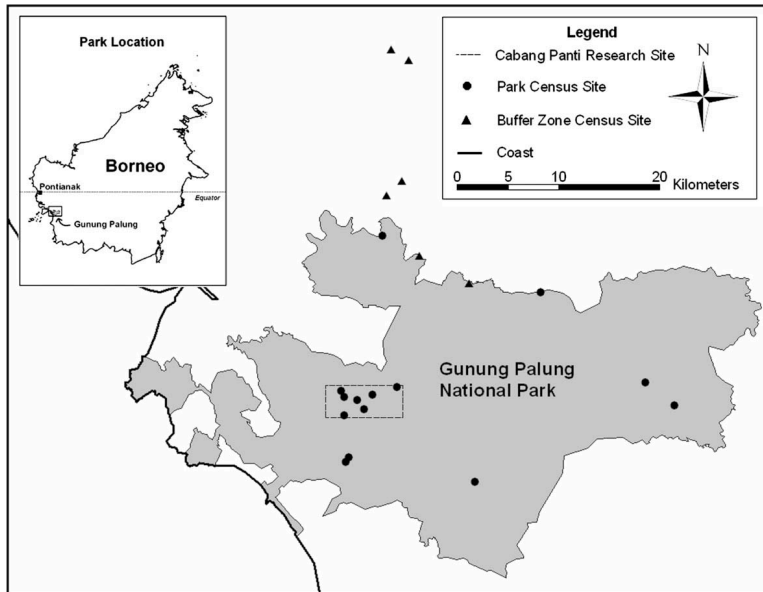 Park Location
Borneo
Pontianak
Equator
Gunung Palung
Legend
Cabang Panti Research Site
Park Census Site
Buffer Zone Census Site
Coast
0 10 20
Kilometers
N
Gunung Palung
National Park